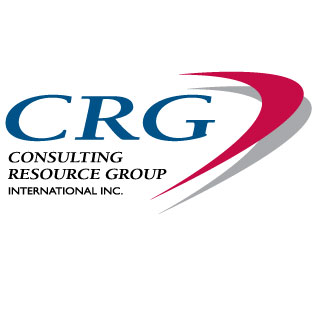 CRG
CONSULTING
RESOURCE GROUP
INTERNATIONAL INC.